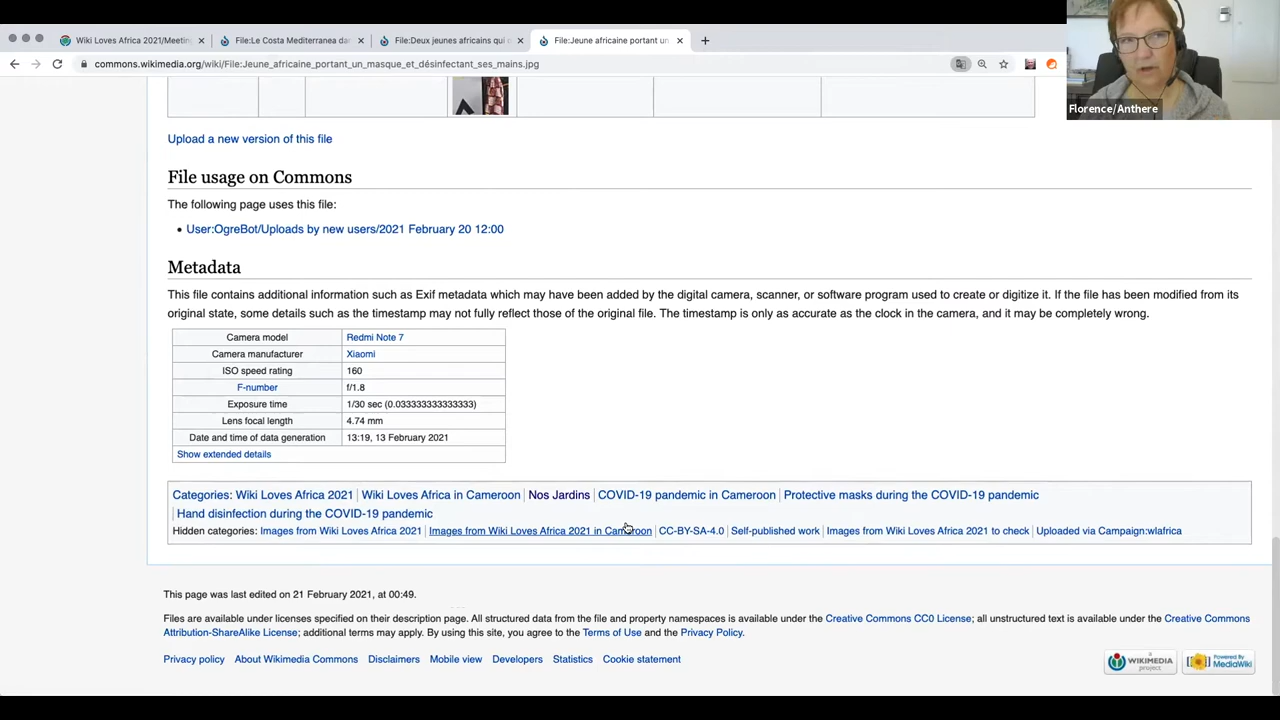 Wiki Loves Africa 2021/Meetin
File:Le Costa Mediterranea da
File:Deux jeunes africains qui o
File:Jeune africaine portant un
commons.wikimedia.org/wiki/File:Jeune_africaine_portant_un_masque_et_désinfectant_ses_mains.jpg
Florence/Anthere
Upload a new version of this file
File usage on Commons
The following page uses this file:
User:OgreBot/Uploads by new users/2021 February 20 12:00
Metadata
This file contains additional information such as Exif metadata which may have been added by the digital camera, scanner, or software program used to create or digitize it. If the file has been modified from its
original state, some details such as the timestamp may not fully reflect those of the original file. The timestamp is only as accurate as the clock in the camera, and it may be completely wrong.
Camera model Redmi Note 7
Camera manufacturer Xiaomi
ISO speed rating 160
F-number f/1.8
Exposure time 1/30 sec (0.033333333333333)
Lens focal length 4.74 mm
Date and time of data generation 13:19, 13 February 2021
Show extended details
Categories: Wiki Loves Africa 2021 | Wiki Loves Africa in Cameroon | Nos Jardins | COVID-19 pandemic in Cameroon | Protective masks during the COVID-19 pandemic
| Hand disinfection during the COVID-19 pandemic
Hidden categories: Images from Wiki Loves Africa 2021 | Images from Wiki Loves Africa 2021 in Cameroon | CC-BY-SA-4.0 | Self-published work | Images from Wiki Loves Africa 2021 to check | Uploaded via Campaign:wlafrica
This page was last edited on 21 February 2021, at 00:49.
Files are available under licenses specified on their description page. All structured data from the file and property namespaces is available under the Creative Commons CC0 License; all unstructured text is available under the Creative Commons
Attribution-ShareAlike License; additional terms may apply. By using this site, you agree to the Terms of Use and the Privacy Policy.
Privacy policy About Wikimedia Commons Disclaimers Mobile view Developers Statistics Cookie statement
A WIKIMEDIA project
Powered By MediaWiki